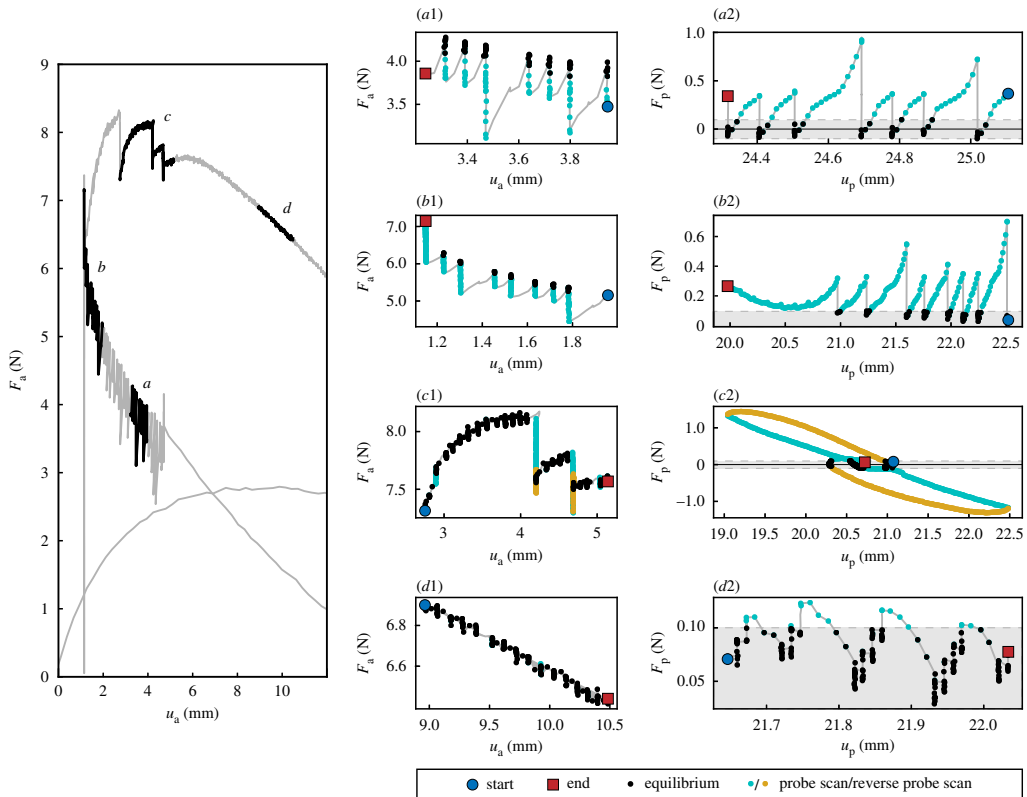 9
8
7
6
5
4
3
2
1
0
F_a (N)
0 2 4 6 8 10
u_a (mm)
a
b
c
d
(a1)
4.0
3.5
F_a (N)
3.4 3.6 3.8
u_a (mm)
(a2)
1.0
0.5
0
F_p (N)
24.4 24.6 24.8 25.0
u_p (mm)
(b1)
7.0
6.0
5.0
F_a (N)
1.2 1.4 1.6 1.8
u_a (mm)
(b2)
0.6
0.4
0.2
0
F_p (N)
20.0 20.5 21.0 21.5 22.0 22.5
u_p (mm)
(c1)
8.0
7.5
F_a (N)
3 4 5
u_a (mm)
(c2)
1.0
0
−1.0
F_p (N)
19.0 19.5 20.0 20.5 21.0 21.5 22.0 22.5
u_p (mm)
(d1)
6.8
6.6
F_a (N)
9.0 9.5 10.0 10.5
u_a (mm)
(d2)
0.10
0.05
F_p (N)
21.7 21.8 21.9 22.0
u_p (mm)
start end equilibrium / probe scan/reverse probe scan